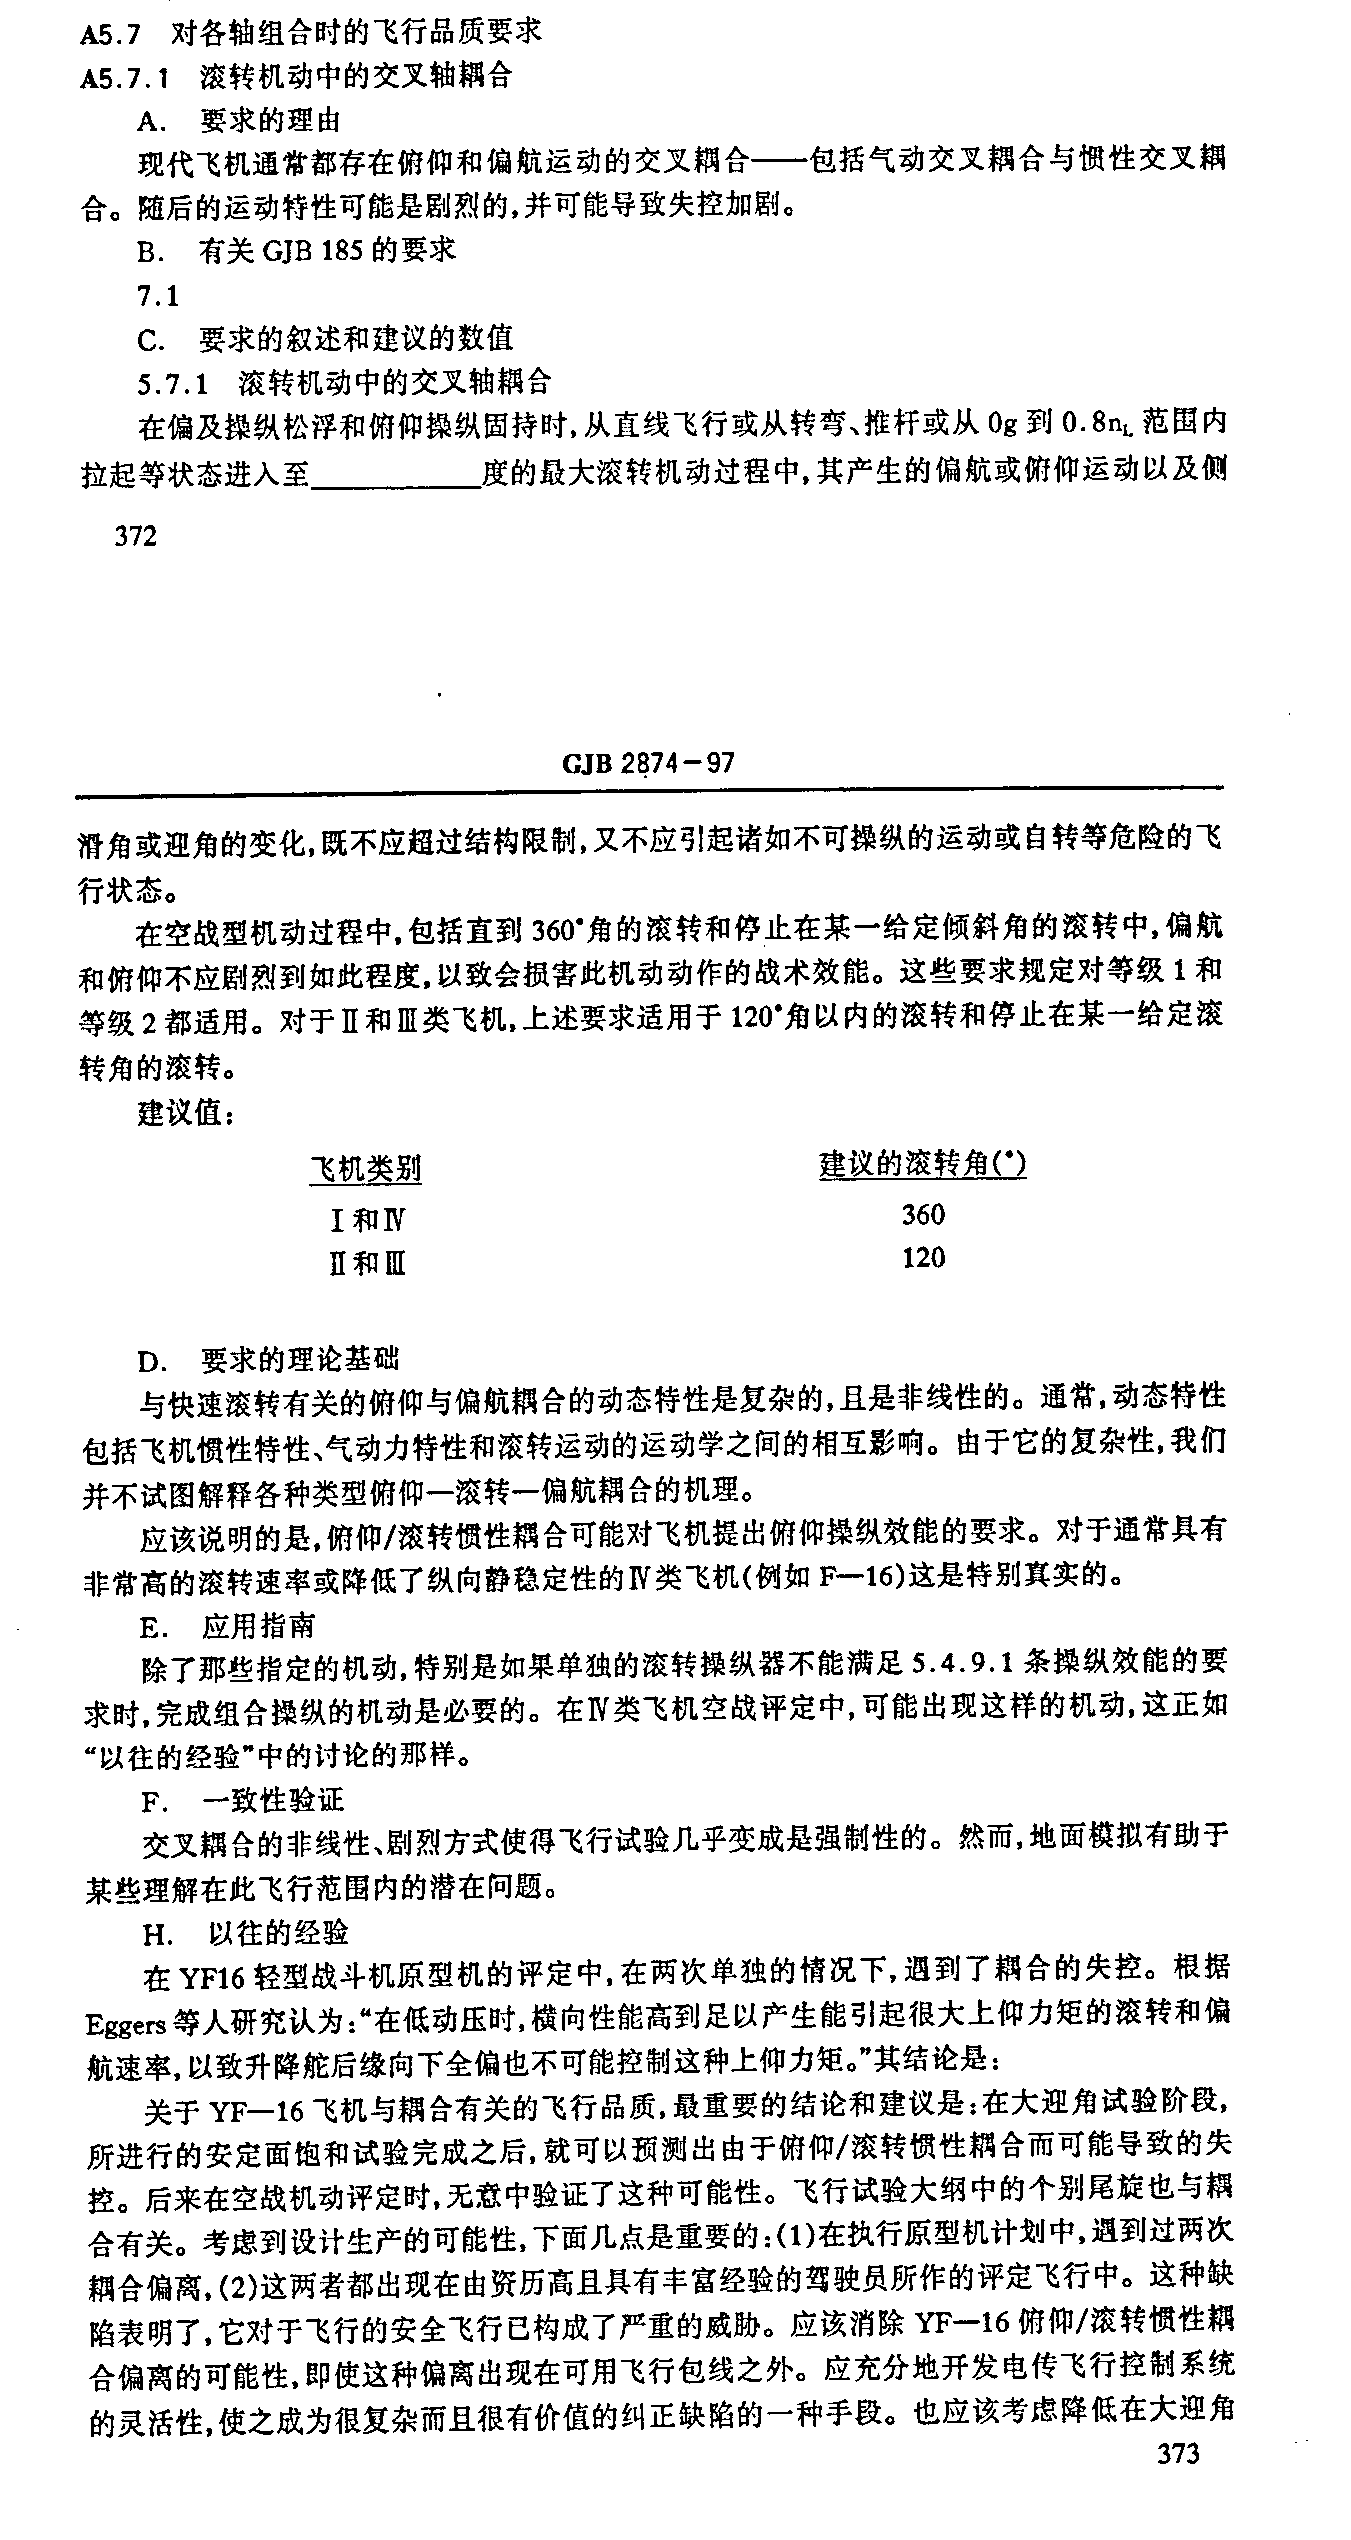 A5.7 对各轴组合时的飞行品质要求
A5.7.1 滚转机动中的交叉轴耦合
A. 要求的理由
现代飞机通常都存在俯仰和偏航运动的交叉耦合——包括气动交叉耦合与惯性交叉耦
合。随后的运动特性可能是剧烈的,并可能导致失控加剧。
B. 有关 GJB 185 的要求
7.1
C. 要求的叙述和建议的数值
5.7.1 滚转机动中的交叉轴耦合
在偏及操纵松浮和俯仰操纵固持时,从直线飞行或从转弯、推杆或从 0g 到 0.8nL 范围内
拉起等状态进入至__________度的最大滚转机动过程中,其产生的偏航或俯仰运动以及侧
372
GJB 2874-97
滑角或迎角的变化,既不应超过结构限制,又不应引起诸如不可操纵的运动或自转等危险的飞
行状态。
在空战型机动过程中,包括直到 360°角的滚转和停止在某一给定倾斜角的滚转中,偏航
和俯仰不应剧烈到如此程度,以致会损害此机动动作的战术效能。这些要求规定对等级 1 和
等级 2 都适用。对于Ⅱ和Ⅲ类飞机,上述要求适用于 120°角以内的滚转和停止在某一给定滚
转角的滚转。
建议值:
飞机类别 建议的滚转角(°)
Ⅰ和Ⅳ 360
Ⅱ和Ⅲ 120
D. 要求的理论基础
与快速滚转有关的俯仰与偏航耦合的动态特性是复杂的,且是非线性的。通常,动态特性
包括飞机惯性特性、气动力特性和滚转运动的运动学之间的相互影响。由于它的复杂性,我们
并不试图解释各种类型俯仰—滚转—偏航耦合的机理。
应该说明的是,俯仰/滚转惯性耦合可能对飞机提出俯仰操纵效能的要求。对于通常具有
非常高的滚转速率或降低了纵向静稳定性的Ⅳ类飞机(例如 F—16)这是特别真实的。
E. 应用指南
除了那些指定的机动,特别是如果单独的滚转操纵器不能满足 5.4.9.1 条操纵效能的要
求时,完成组合操纵的机动是必要的。在Ⅳ类飞机空战评定中,可能出现这样的机动,这正如
“以往的经验”中的讨论的那样。
F. 一致性验证
交叉耦合的非线性、剧烈方式使得飞行试验几乎变成是强制性的。然而,地面模拟有助于
某些理解在此飞行范围内的潜在问题。
H. 以往的经验
在 YF16 轻型战斗机原型机的评定中,在两次单独的情况下,遇到了耦合的失控。根据
Eggers 等人研究认为:“在低动压时,横向性能高到足以产生能引起很大上仰力矩的滚转和偏
航速率,以致升降舵后缘向下全偏也不可能控制这种上仰力矩。”其结论是:
关于 YF—16 飞机与耦合有关的飞行品质,最重要的结论和建议是:在大迎角试验阶段,
所进行的安定面饱和试验完成之后,就可以预测出由于俯仰/滚转惯性耦合而可能导致的失
控。后来在空战机动评定时,无意中验证了这种可能性。飞行试验大纲中的个别尾旋也与耦
合有关。考虑到设计生产的可能性,下面几点是重要的:(1)在执行原型机计划中,遇到过两次
耦合偏离,(2)这两者都出现在由资历高且具有丰富经验的驾驶员所作的评定飞行中。这种缺
陷表明了,它对于飞行的安全飞行已构成了严重的威胁。应该消除 YF—16 俯仰/滚转惯性耦
合偏离的可能性,即使这种偏离出现在可用飞行包线之外。应充分地开发电传飞行控制系统
的灵活性,使之成为很复杂而且很有价值的纠正缺陷的一种手段。也应该考虑降低在大迎角
373